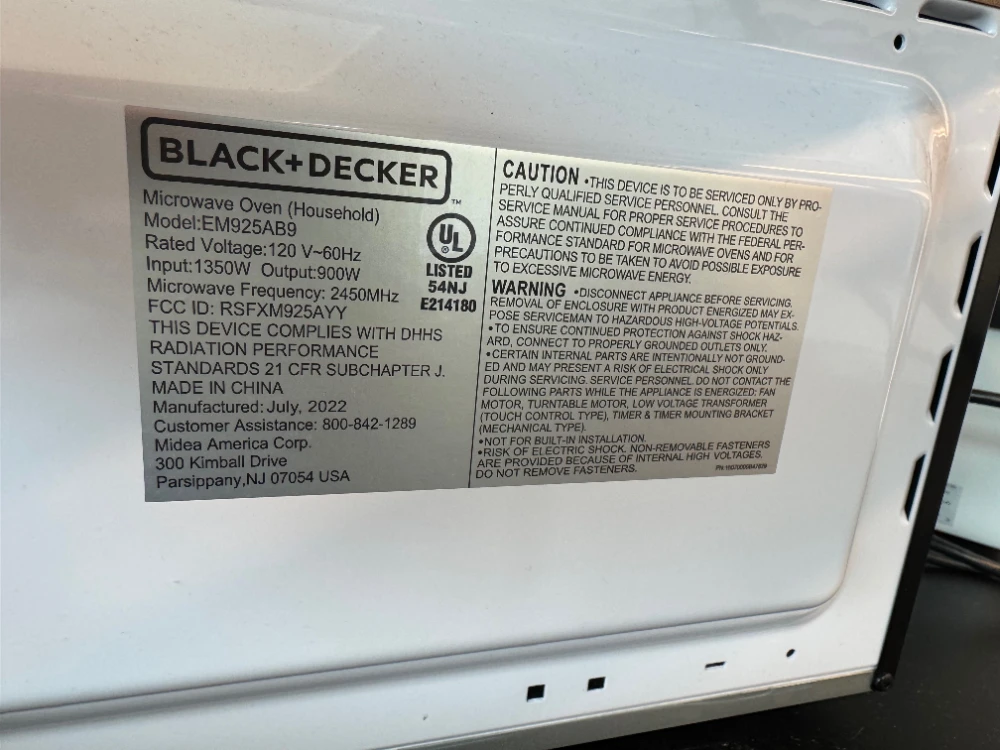 BLACK+DECKER™
Microwave Oven (Household)
Model:EM925AB9
Rated Voltage:120 V~60Hz
Input:1350W Output:900W
Microwave Frequency: 2450MHz
FCC ID: RSFXM925AYY
THIS DEVICE COMPLIES WITH DHHS
RADIATION PERFORMANCE
STANDARDS 21 CFR SUBCHAPTER J.
MADE IN CHINA
Manufactured: July, 2022
Customer Assistance: 800-842-1289
Midea America Corp.
300 Kimball Drive
Parsippany,NJ 07054 USA
UL
®
LISTED
54NJ
E214180
CAUTION •THIS DEVICE IS TO BE SERVICED ONLY BY PRO-
PERLY QUALIFIED SERVICE PERSONNEL. CONSULT THE
SERVICE MANUAL FOR PROPER SERVICE PROCEDURES TO
ASSURE CONTINUED COMPLIANCE WITH THE FEDERAL PER-
FORMANCE STANDARD FOR MICROWAVE OVENS AND FOR
PRECAUTIONS TO BE TAKEN TO AVOID POSSIBLE EXPOSURE
TO EXCESSIVE MICROWAVE ENERGY.
WARNING •DISCONNECT APPLIANCE BEFORE SERVICING.
REMOVAL OF ENCLOSURE WITH PRODUCT ENERGIZED MAY EX-
POSE SERVICEMAN TO HAZARDOUS HIGH-VOLTAGE POTENTIALS.
•TO ENSURE CONTINUED PROTECTION AGAINST SHOCK HAZ-
ARD, CONNECT TO PROPERLY GROUNDED OUTLETS ONLY.
•CERTAIN INTERNAL PARTS ARE INTENTIONALLY NOT GROUND-
ED AND MAY PRESENT A RISK OF ELECTRICAL SHOCK ONLY
DURING SERVICING. SERVICE PERSONNEL DO NOT CONTACT THE
FOLLOWING PARTS WHILE THE APPLIANCE IS ENERGIZED: FAN
MOTOR, TURNTABLE MOTOR, LOW VOLTAGE TRANSFORMER
(TOUCH CONTROL TYPE), TIMER & TIMER MOUNTING BRACKET
(MECHANICAL TYPE).
•NOT FOR BUILT-IN INSTALLATION.
•RISK OF ELECTRIC SHOCK. NON-REMOVABLE FASTENERS
ARE PROVIDED BECAUSE OF INTERNAL HIGH VOLTAGES.
DO NOT REMOVE FASTENERS.